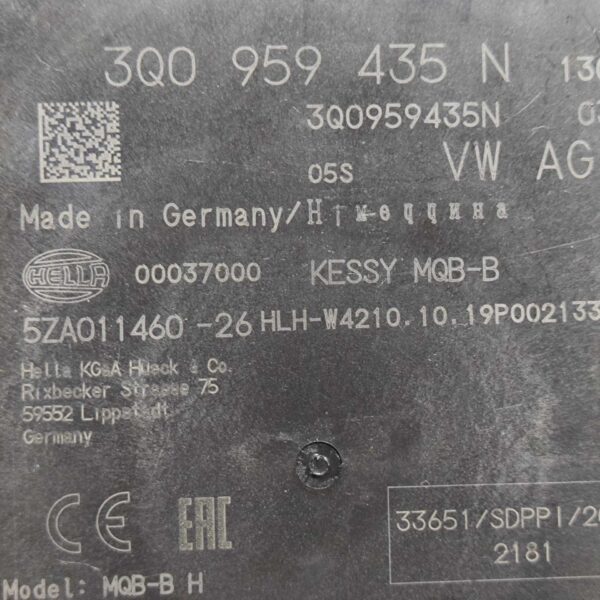 3Q0 959 435 N
3Q0959435N
05S
VW AG
Made in Germany/Німеччина
HELLA
00037000 KESSY MQB-B
5ZA011460-26 HLH-W4210.10.19P002133
Hella KGaA Hueck & Co.
Rixbecker Strasse 75
59552 Lippstadt
Germany
CE EAC
33651/SDPPI/20
2181
Model: MQB-B H